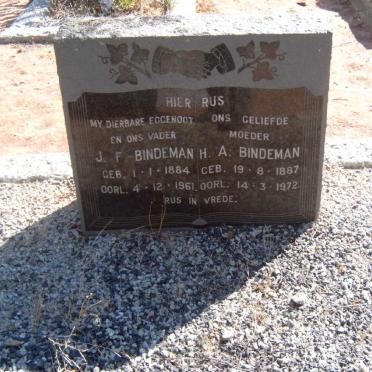 HIER RUS
MY DIERBARE EGGENOOT ONS GELIEFDE
EN ONS VADER MOEDER
J. F. BINDEMAN H. A. BINDEMAN
GEB. 1-1-1884 GEB. 19-8-1887
OORL. 4-12-1961. OORL. 14-3-1972.
RUS IN VREDE.